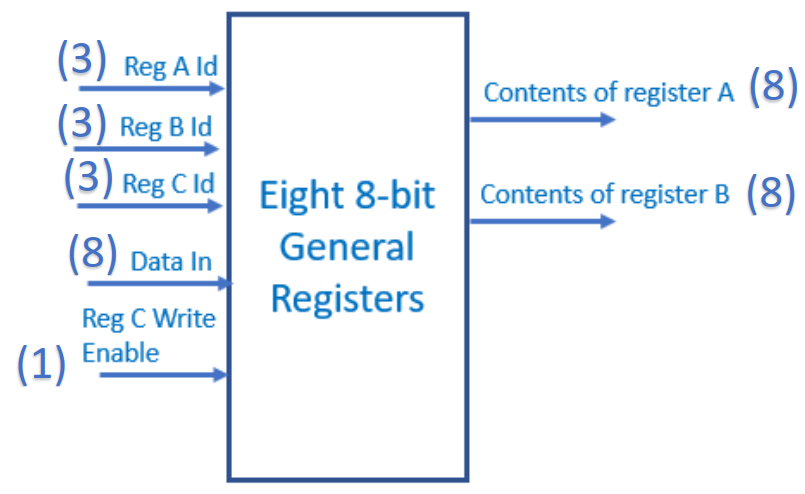 (3) Reg A Id
(3) Reg B Id
(3) Reg C Id
(8) Data In
Reg C Write
(1) Enable
Eight 8-bit
General
Registers
Contents of register A (8)
Contents of register B (8)